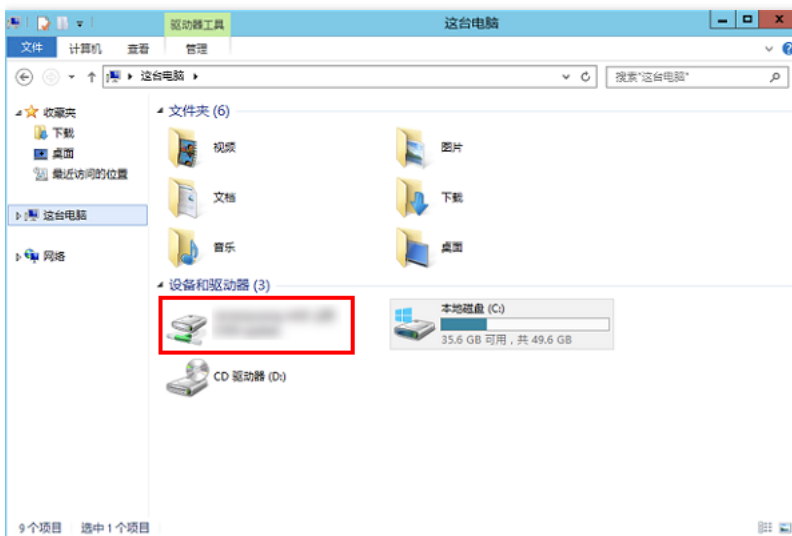 驱动器工具
这台电脑
文件
计算机
查看
管理
这台电脑
搜索"这台电脑"
收藏夹
下载
桌面
最近访问的位置
这台电脑
网络
文件夹 (6)
视频
图片
文档
下载
音乐
桌面
设备和驱动器 (3)
本地磁盘 (C:)
35.6 GB 可用，共 49.6 GB
CD 驱动器 (D:)
9 个项目
选中 1 个项目